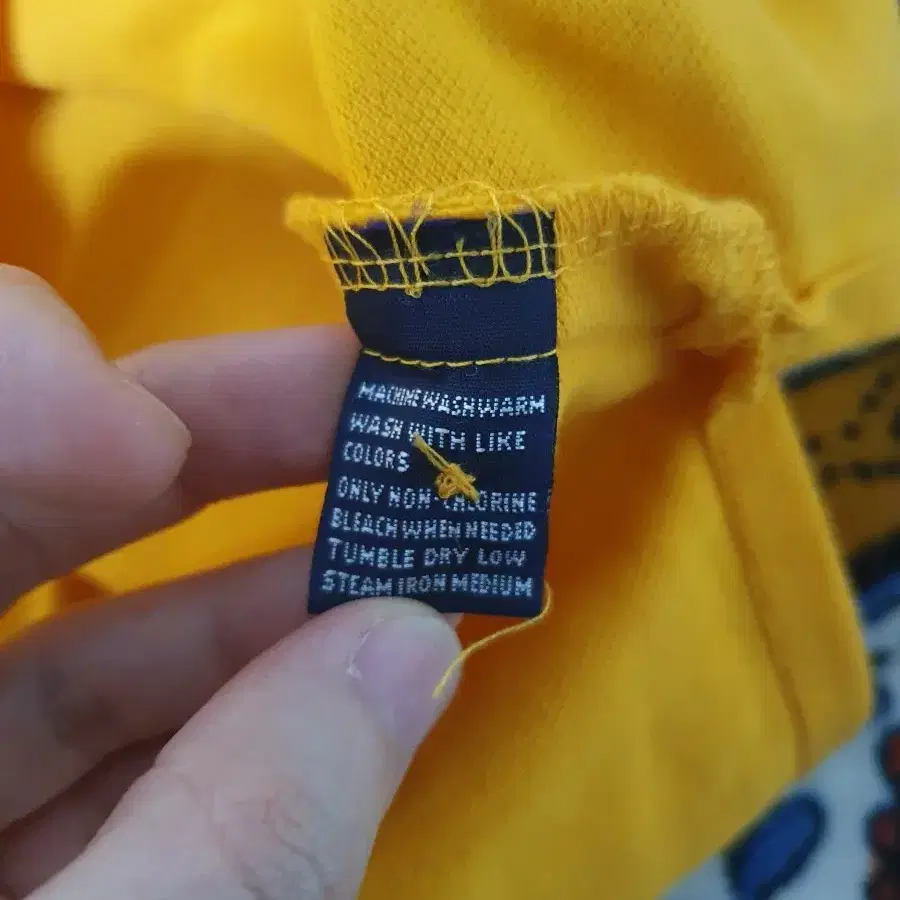 MACHINE WASH WARM
WASH WITH LIKE
COLORS
ONLY NON-CHLORINE
BLEACH WHEN NEEDED
TUMBLE DRY LOW
STEAM IRON MEDIUM